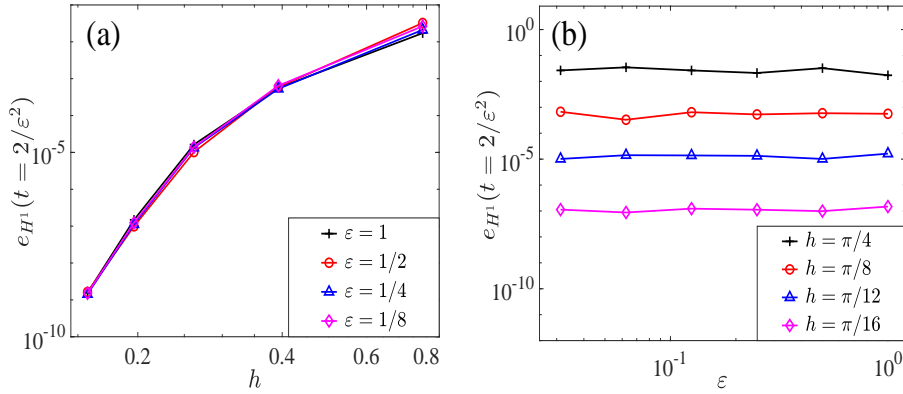 (a)
e_{H^1}(t = 2/ε^2)
10^{-5}
10^{-10}
0.2 0.4 0.6 0.8
h
ε = 1
ε = 1/2
ε = 1/4
ε = 1/8
(b)
e_{H^1}(t = 2/ε^2)
10^0
10^{-5}
10^{-10}
10^{-1} 10^0
ε
h = π/4
h = π/8
h = π/12
h = π/16